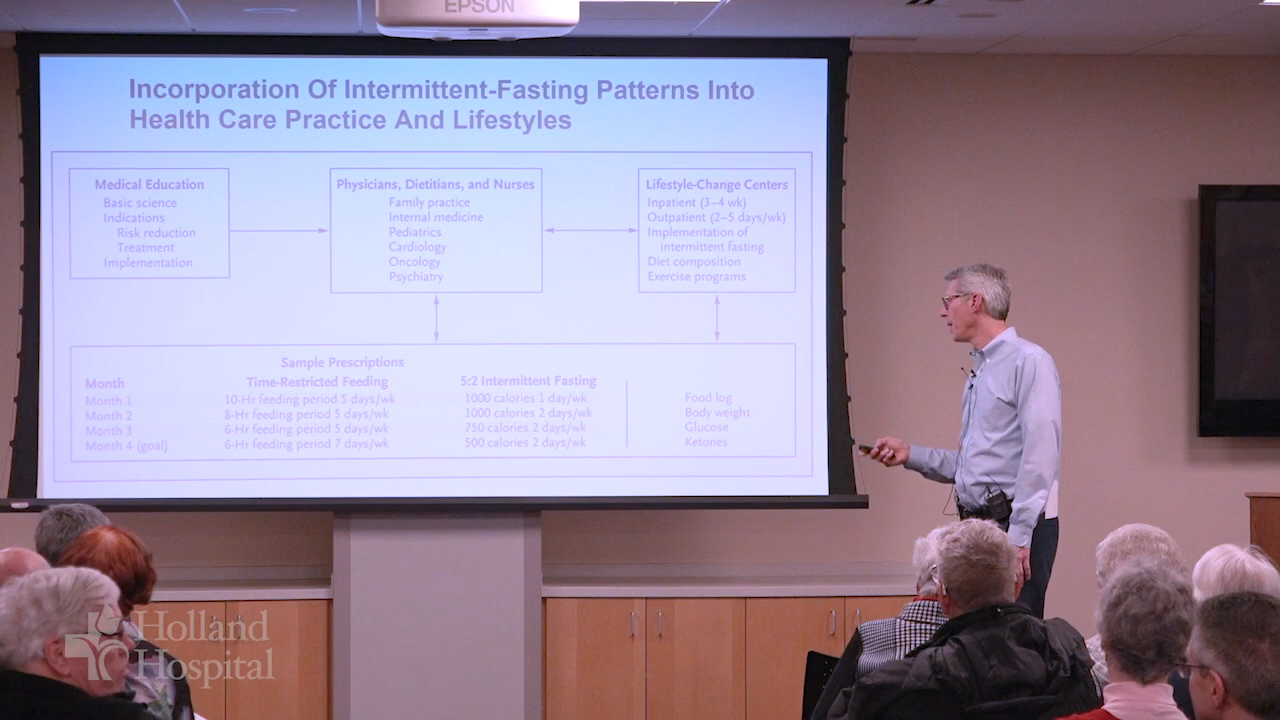 EPSON
Incorporation Of Intermittent-Fasting Patterns Into
Health Care Practice And Lifestyles
Medical Education
Basic science
Indications
Risk reduction
Treatment
Implementation
Physicians, Dietitians, and Nurses
Family practice
Internal medicine
Pediatrics
Cardiology
Oncology
Psychiatry
Lifestyle-Change Centers
Inpatient (3–4 wk)
Outpatient (2–5 days/wk)
Implementation of
intermittent fasting
Diet composition
Exercise programs
Sample Prescriptions
Month Time-Restricted Feeding 5:2 Intermittent Fasting
Month 1 10-Hr feeding period 5 days/wk 1000 calories 1 day/wk Food log
Month 2 8-Hr feeding period 5 days/wk 1000 calories 2 days/wk Body weight
Month 3 6-Hr feeding period 5 days/wk 750 calories 2 days/wk Glucose
Month 4 (goal) 6-Hr feeding period 7 days/wk 500 calories 2 days/wk Ketones
Holland
Hospital